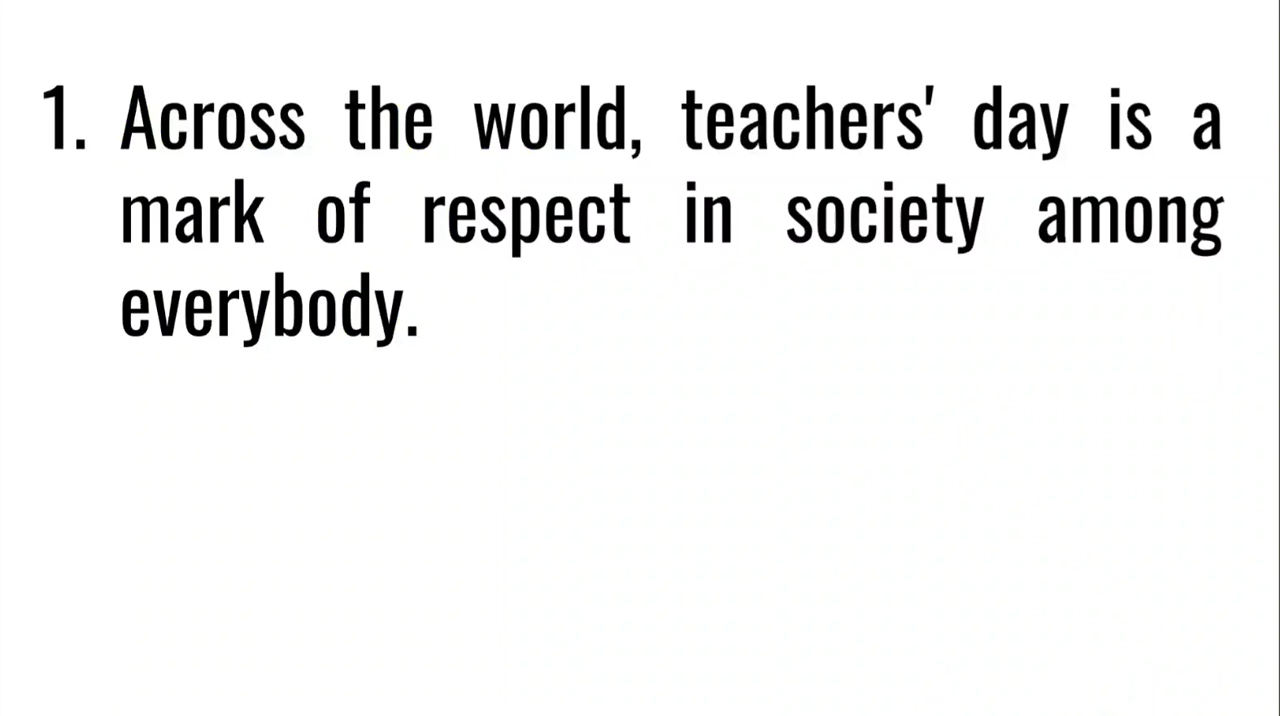 1. Across the world, teachers' day is a
mark of respect in society among
everybody.